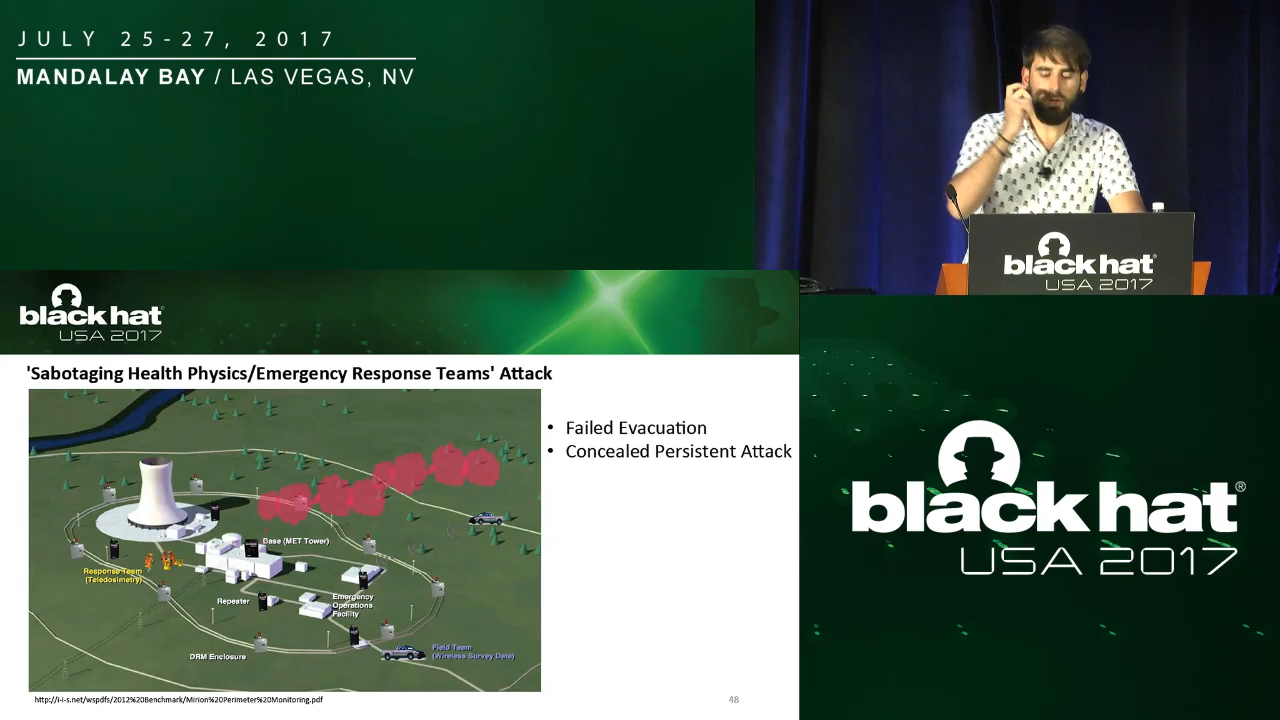 JULY 25-27, 2017
MANDALAY BAY / LAS VEGAS, NV
black hat
USA 2017
black hat
USA 2017
'Sabotaging Health Physics/Emergency Response Teams' Attack
• Failed Evacuation
• Concealed Persistent Attack
Base (MET Tower)
Response Team
(Teledosimetry)
Repeater
Emergency
Operations
Facility
DRM Enclosure
Field Team
(Wireless Survey Data)
http://i-i-s.net/wspdfs/2012%20Benchmark/Mirion%20Perimeter%20Monitoring.pdf
48
black hat®
USA 2017